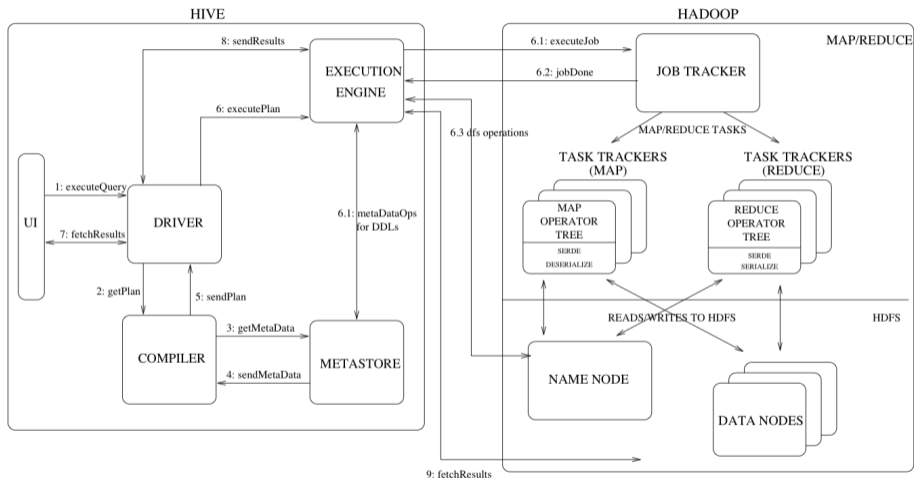 HIVE
HADOOP
8: sendResults
EXECUTION
ENGINE
6.1: executeJob
MAP/REDUCE
JOB TRACKER
6.2: jobDone
6: executePlan
6.3 dfs operations
MAP/REDUCE TASKS
TASK TRACKERS
(MAP)
TASK TRACKERS
(REDUCE)
UI
1: executeQuery
DRIVER
7: fetchResults
6.1: metaDataOps
for DDLs
MAP
OPERATOR
TREE
SERDE
DESERIALIZE
REDUCE
OPERATOR
TREE
SERDE
SERIALIZE
2: getPlan
5: sendPlan
READS/WRITES TO HDFS
HDFS
COMPILER
3: getMetaData
4: sendMetaData
METASTORE
NAME NODE
DATA NODES
9: fetchResults